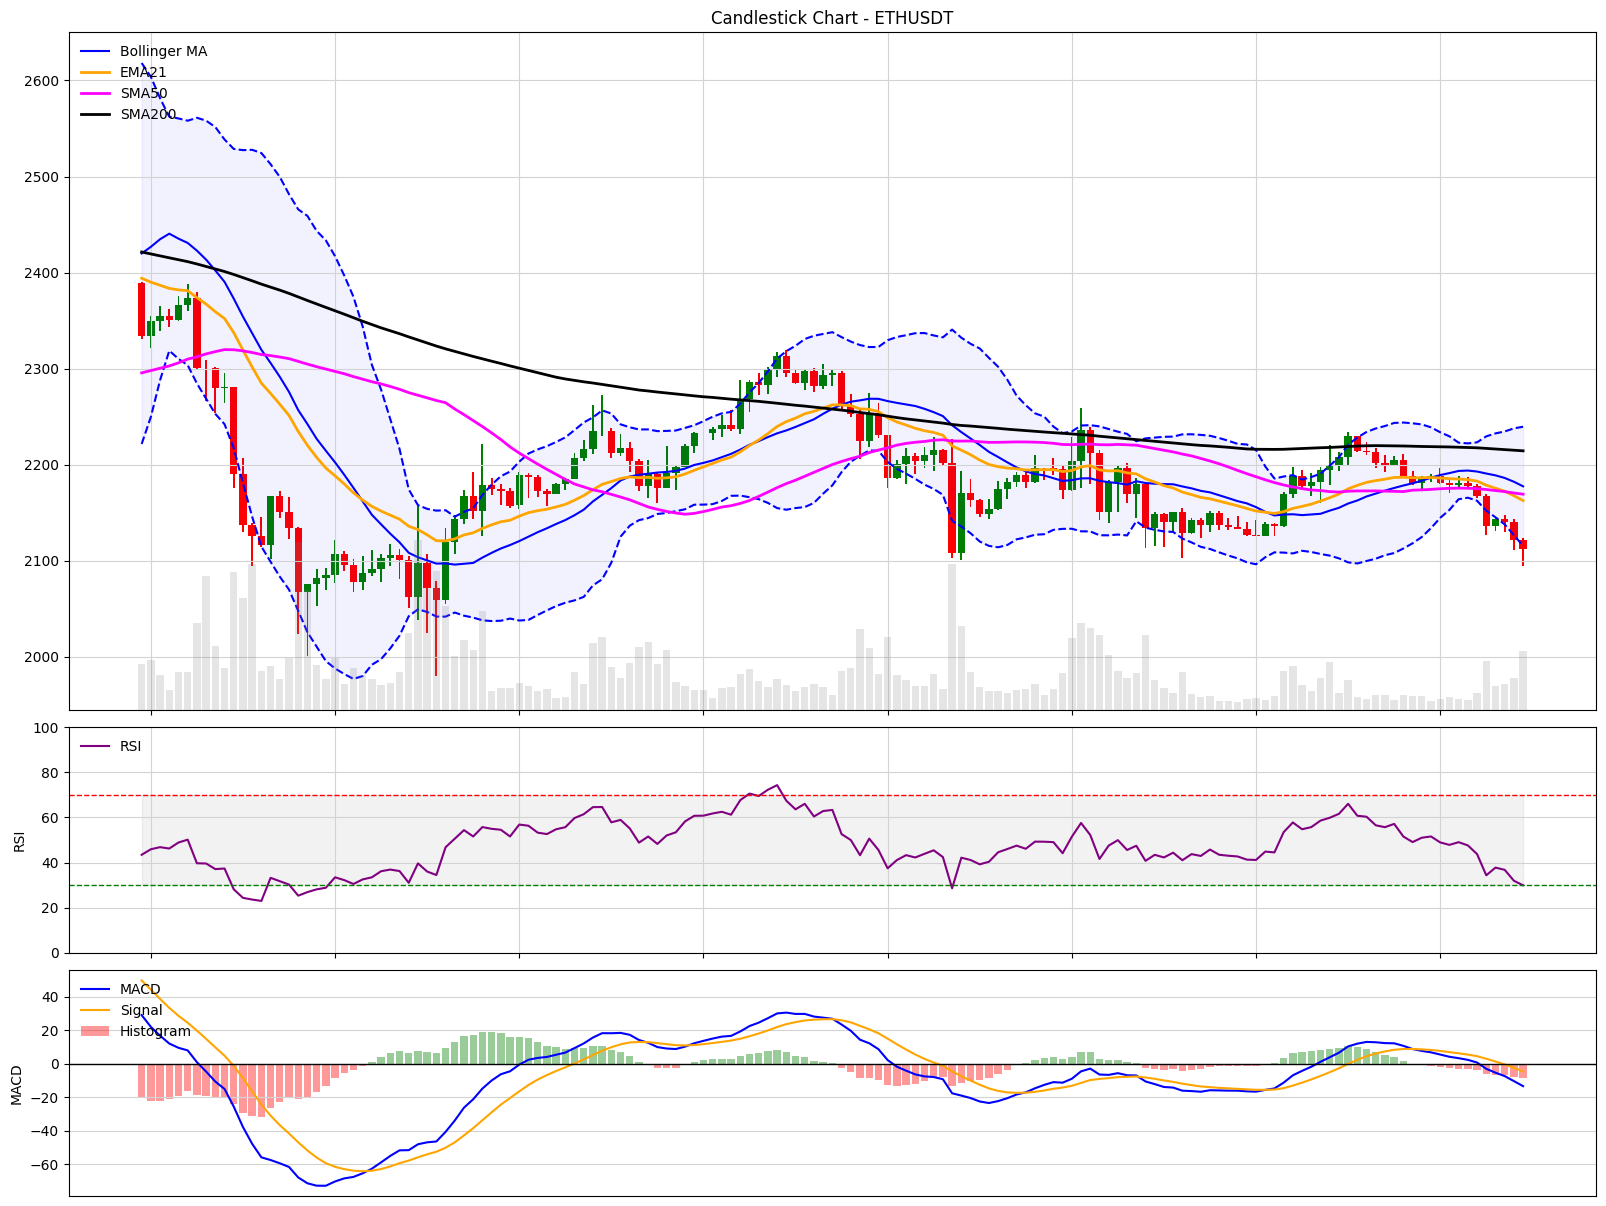 Candlestick Chart - ETHUSDT
Bollinger MA
EMA21
SMA50
SMA200
2600
2500
2400
2300
2200
2100
2000
RSI
100
80
60
40
20
0
RSI
MACD
Signal
Histogram
40
20
0
−20
−40
−60
MACD